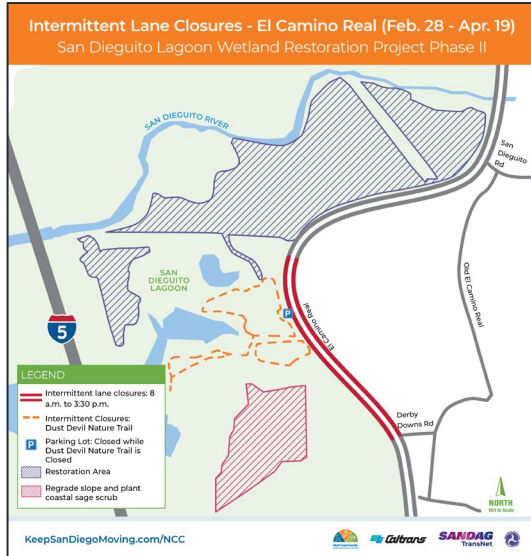 Intermittent Lane Closures - El Camino Real (Feb. 28 - Apr. 19)
San Dieguito Lagoon Wetland Restoration Project Phase II
SAN DIEGUITO RIVER
San
Dieguito
Rd
SAN
DIEGUITO
LAGOON
Old El Camino Real
P
El Camino Real
5
Derby
Downs Rd
LEGEND
Intermittent lane closures: 8
a.m. to 3:30 p.m.
Intermittent Closures:
Dust Devil Nature Trail
P
Parking Lot: Closed while
Dust Devil Nature Trail is
Closed
Restoration Area
Regrade slope and plant
coastal sage scrub
NORTH
Not to Scale
KeepSanDiegoMoving.com/NCC
Caltrans
SANDAG
TransNet